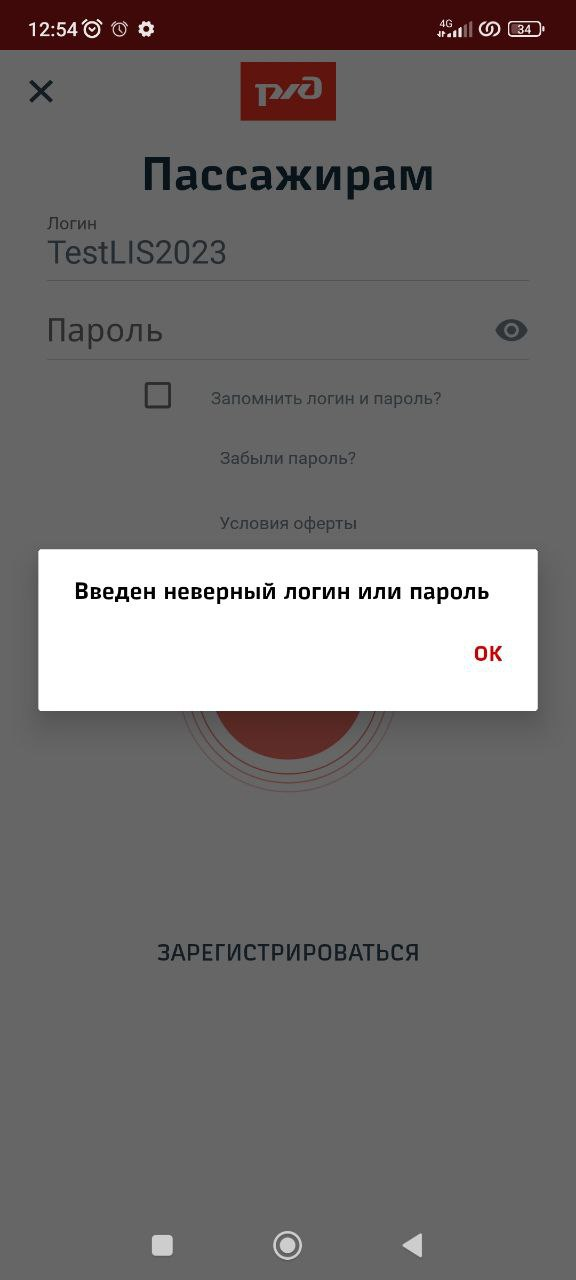 12:54 4G 34
РЖД
Пассажирам
Логин
TestLIS2023
Пароль
Запомнить логин и пароль?
Забыли пароль?
Условия оферты
Введен неверный логин или пароль
ОК
ЗАРЕГИСТРИРОВАТЬСЯ